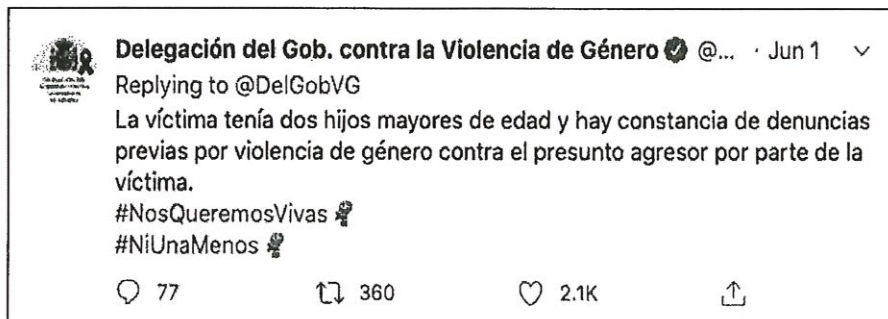 Delegación del Gob. contra la Violencia de Género @... · Jun 1
Replying to @DelGobVG
La víctima tenía dos hijos mayores de edad y hay constancia de denuncias
previas por violencia de género contra el presunto agresor por parte de la
víctima.
#NosQueremosVivas
#NiUnaMenos
77 360 2.1K